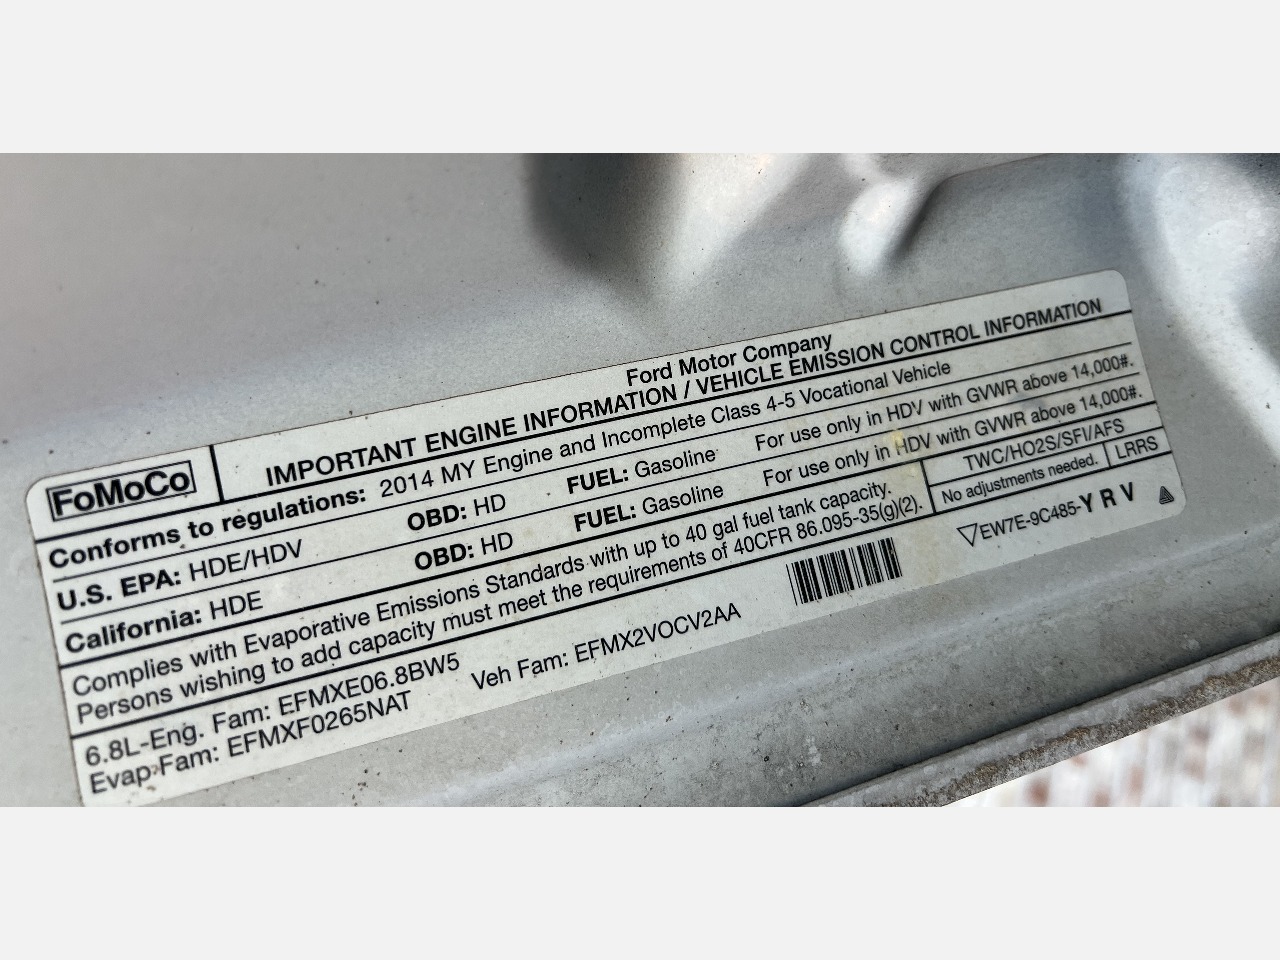 FoMoCo
Ford Motor Company
IMPORTANT ENGINE INFORMATION / VEHICLE EMISSION CONTROL INFORMATION
Conforms to regulations: 2014 MY Engine and Incomplete Class 4-5 Vocational Vehicle
U.S. EPA: HDE/HDV OBD: HD FUEL: Gasoline For use only in HDV with GVWR above 14,000#.
California: HDE OBD: HD FUEL: Gasoline For use only in HDV with GVWR above 14,000#.
Complies with Evaporative Emissions Standards with up to 40 gal fuel tank capacity.
Persons wishing to add capacity must meet the requirements of 40CFR 86.095-35(g)(2).
TWC/HO2S/SFI/AFS
No adjustments needed. LRRS
6.8L-Eng. Fam: EFMXE06.8BW5 Veh Fam: EFMX2VOCV2AA
Evap-Fam: EFMXF0265NAT
EW7E-9C485-Y R V